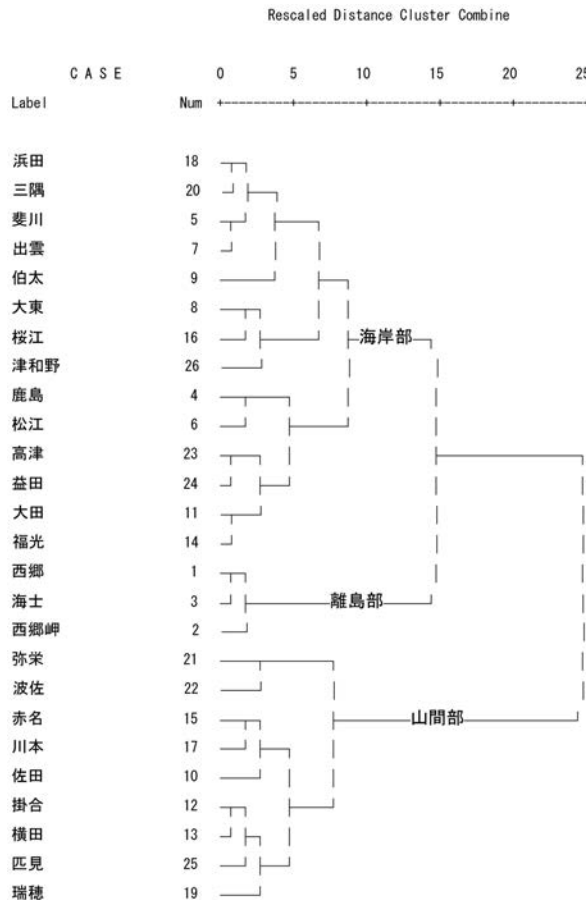 Rescaled Distance Cluster Combine
C A S E 0 5 10 15 20 25
Label Num
浜田 18
三隅 20
斐川 5
出雲 7
伯太 9
大東 8
桜江 16 海岸部
津和野 26
鹿島 4
松江 6
高津 23
益田 24
大田 11
福光 14
西郷 1
海士 3 離島部
西郷岬 2
弥栄 21
波佐 22
赤名 15 山間部
川本 17
佐田 10
掛合 12
横田 13
匹見 25
瑞穂 19